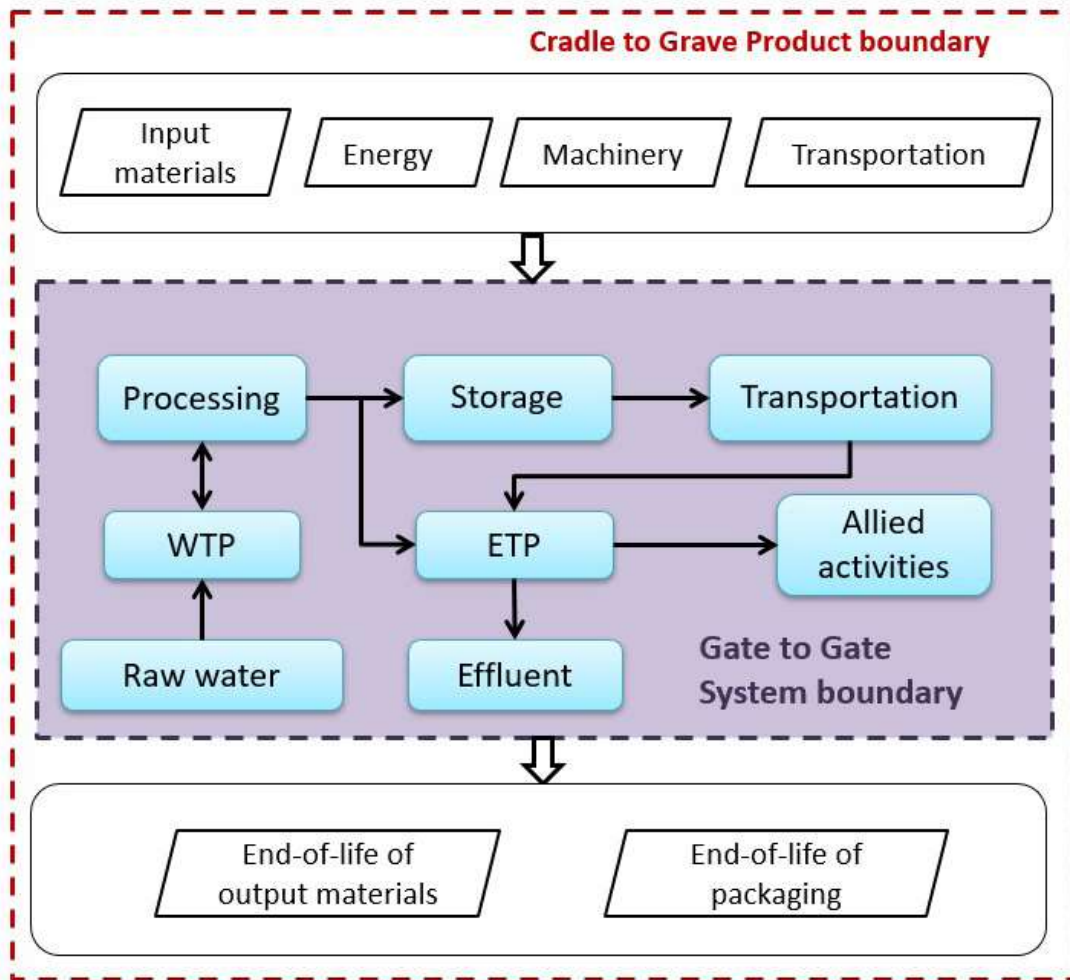 Cradle to Grave Product boundary
Input
materials
Energy
Machinery
Transportation
Processing
Storage
Transportation
WTP
ETP
Allied
activities
Raw water
Effluent
Gate to Gate
System boundary
End-of-life of
output materials
End-of-life of
packaging